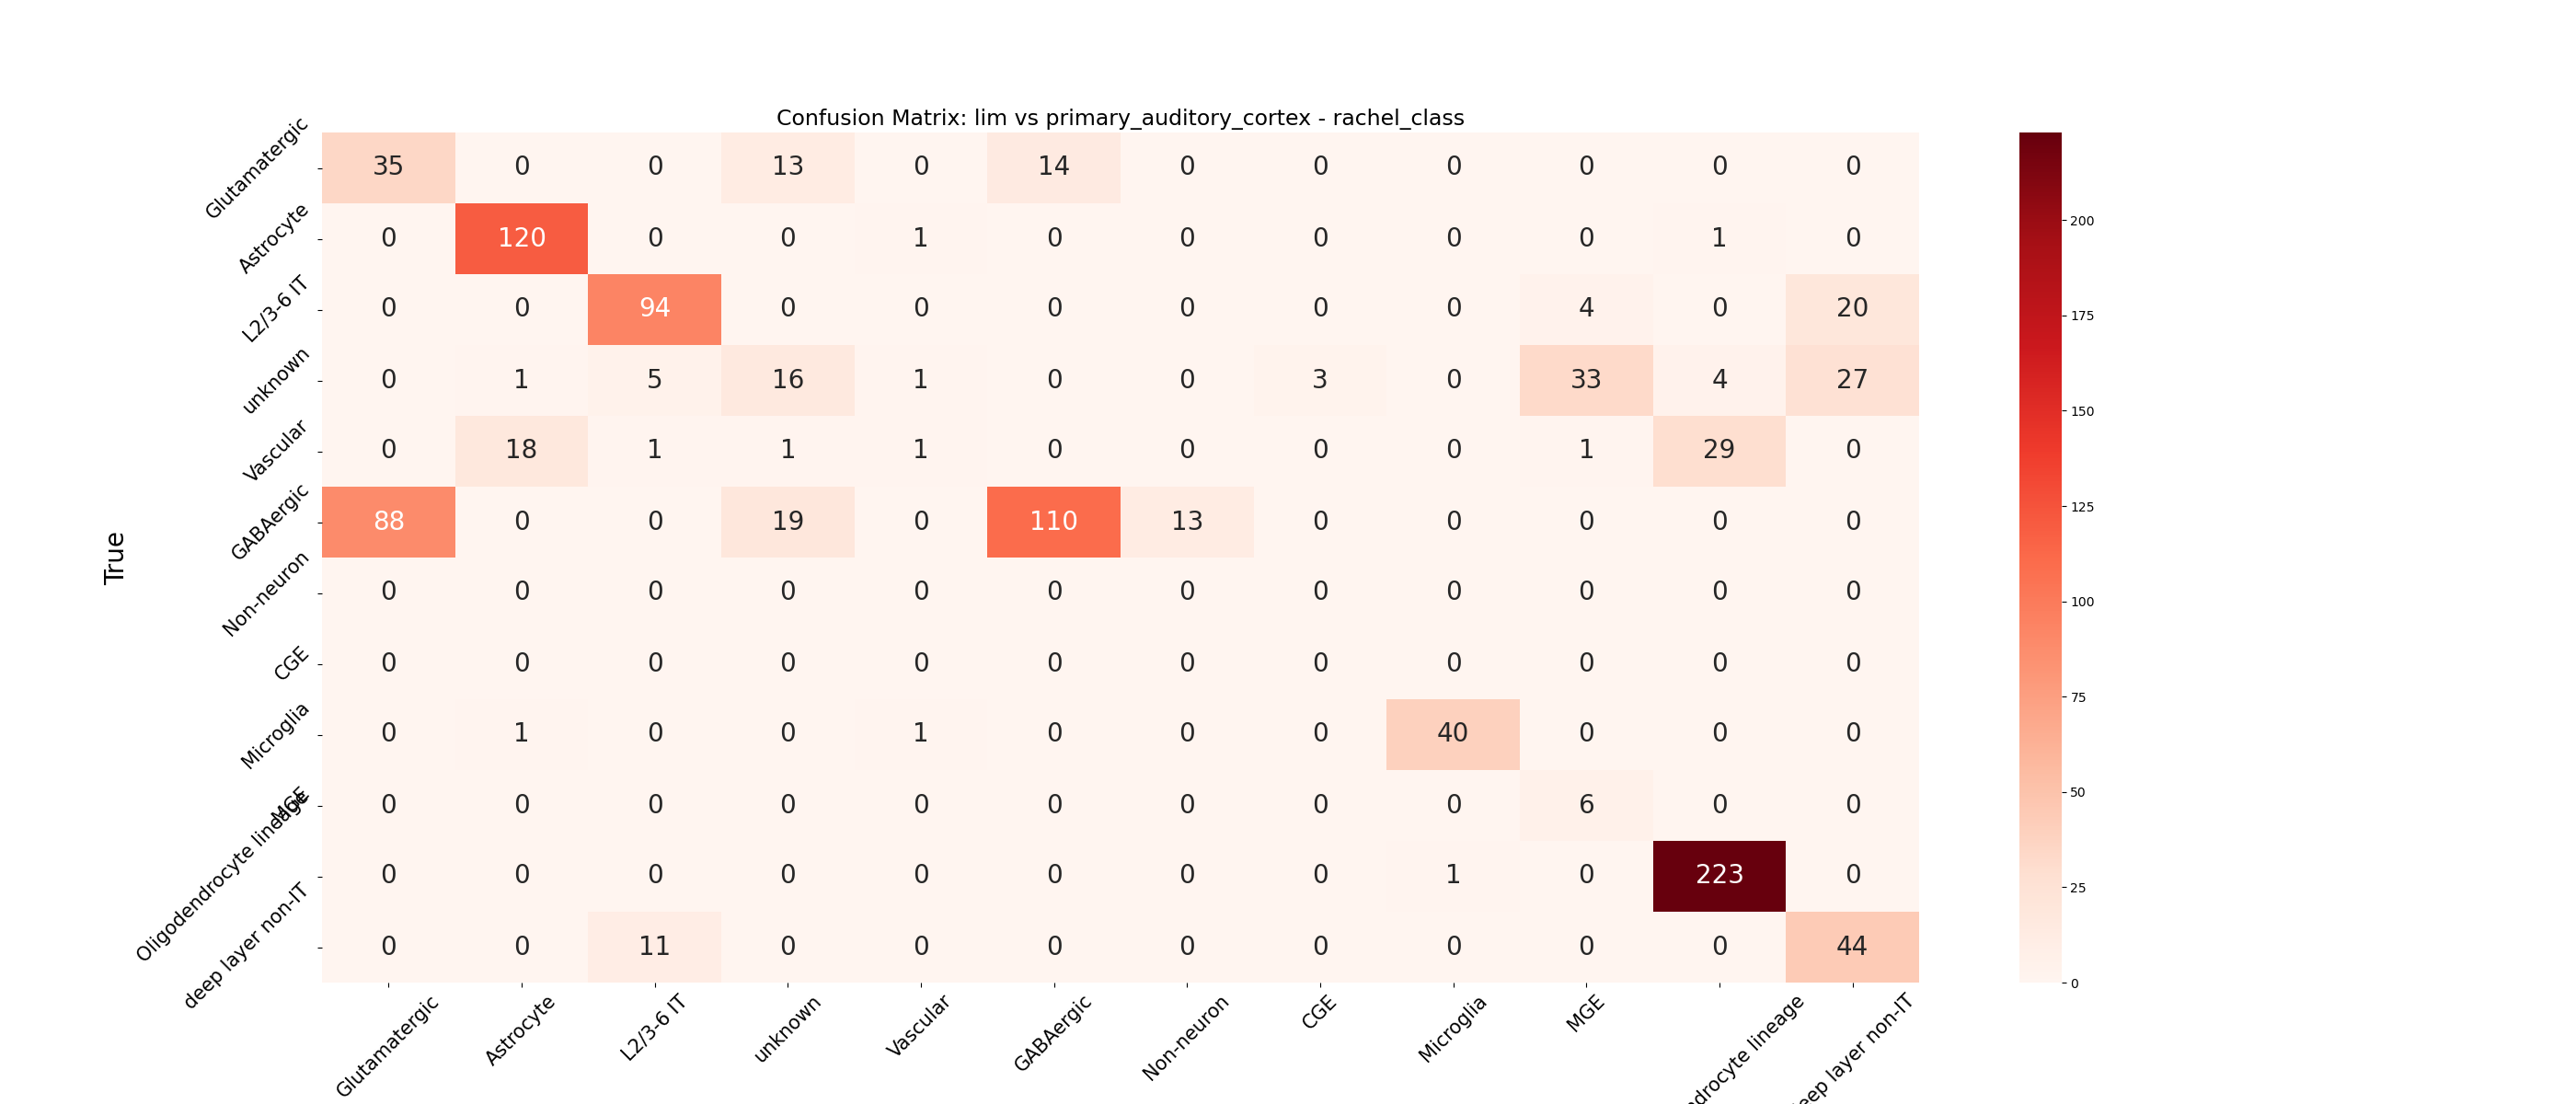 Confusion Matrix: lim vs primary_auditory_cortex - rachel_class
True
Glutamatergic 35 0 0 13 0 14 0 0 0 0 0 0
Astrocyte 0 120 0 0 1 0 0 0 0 0 1 0
L2/3-6 IT 0 0 94 0 0 0 0 0 0 4 0 20
unknown 0 1 5 16 1 0 0 3 0 33 4 27
Vascular 0 18 1 1 1 0 0 0 0 1 29 0
GABAergic 88 0 0 19 0 110 13 0 0 0 0 0
Non-neuron 0 0 0 0 0 0 0 0 0 0 0 0
CGE 0 0 0 0 0 0 0 0 0 0 0 0
Microglia 0 1 0 0 1 0 0 0 40 0 0 0
MGE 0 0 0 0 0 0 0 0 0 6 0 0
Oligodendrocyte lineage 0 0 0 0 0 0 0 0 1 0 223 0
deep layer non-IT 0 0 11 0 0 0 0 0 0 0 0 44
Glutamatergic Astrocyte L2/3-6 IT unknown Vascular GABAergic Non-neuron CGE Microglia MGE lineage layer non-IT
200
175
150
125
100
75
50
25
0